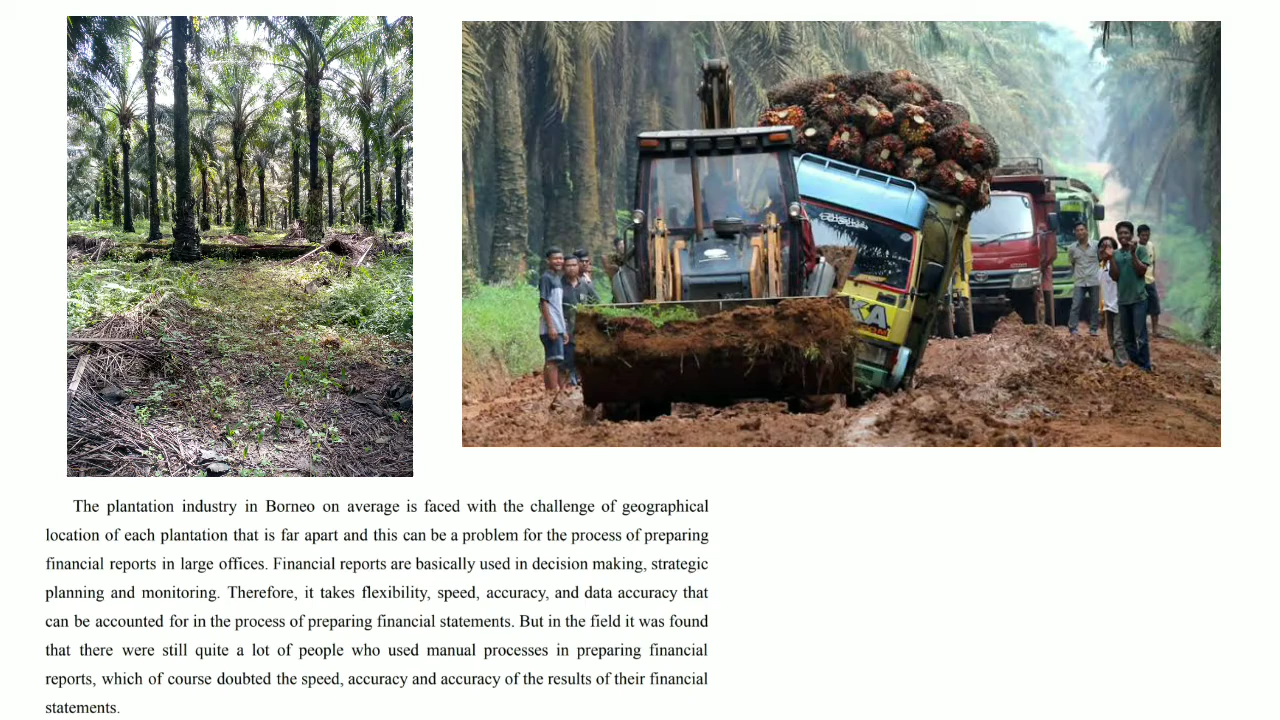 KA
The plantation industry in Borneo on average is faced with the challenge of geographical
location of each plantation that is far apart and this can be a problem for the process of preparing
financial reports in large offices. Financial reports are basically used in decision making, strategic
planning and monitoring. Therefore, it takes flexibility, speed, accuracy, and data accuracy that
can be accounted for in the process of preparing financial statements. But in the field it was found
that there were still quite a lot of people who used manual processes in preparing financial
reports, which of course doubted the speed, accuracy and accuracy of the results of their financial
statements.